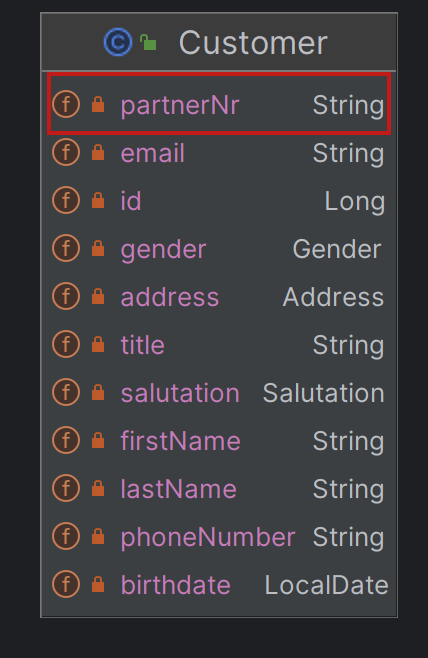 Customer
partnerNr String
email String
id Long
gender Gender
address Address
title String
salutation Salutation
firstName String
lastName String
phoneNumber String
birthdate LocalDate